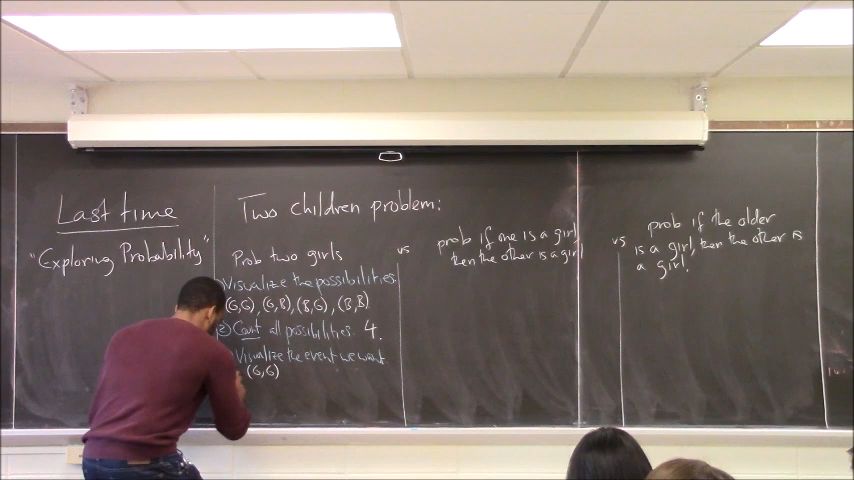 Last time
"Exploring Probability"
Two children problem:
Prob two girls
Visualize the possibilities
(G,G), (G,B), (B,G), (B,B)
2) Count all possibilities. 4.
Visualize the event we want
(G,G)
vs
prob if one is a girl,
then the other is a girl
vs
prob if the older
is a girl, then the other is
a girl.